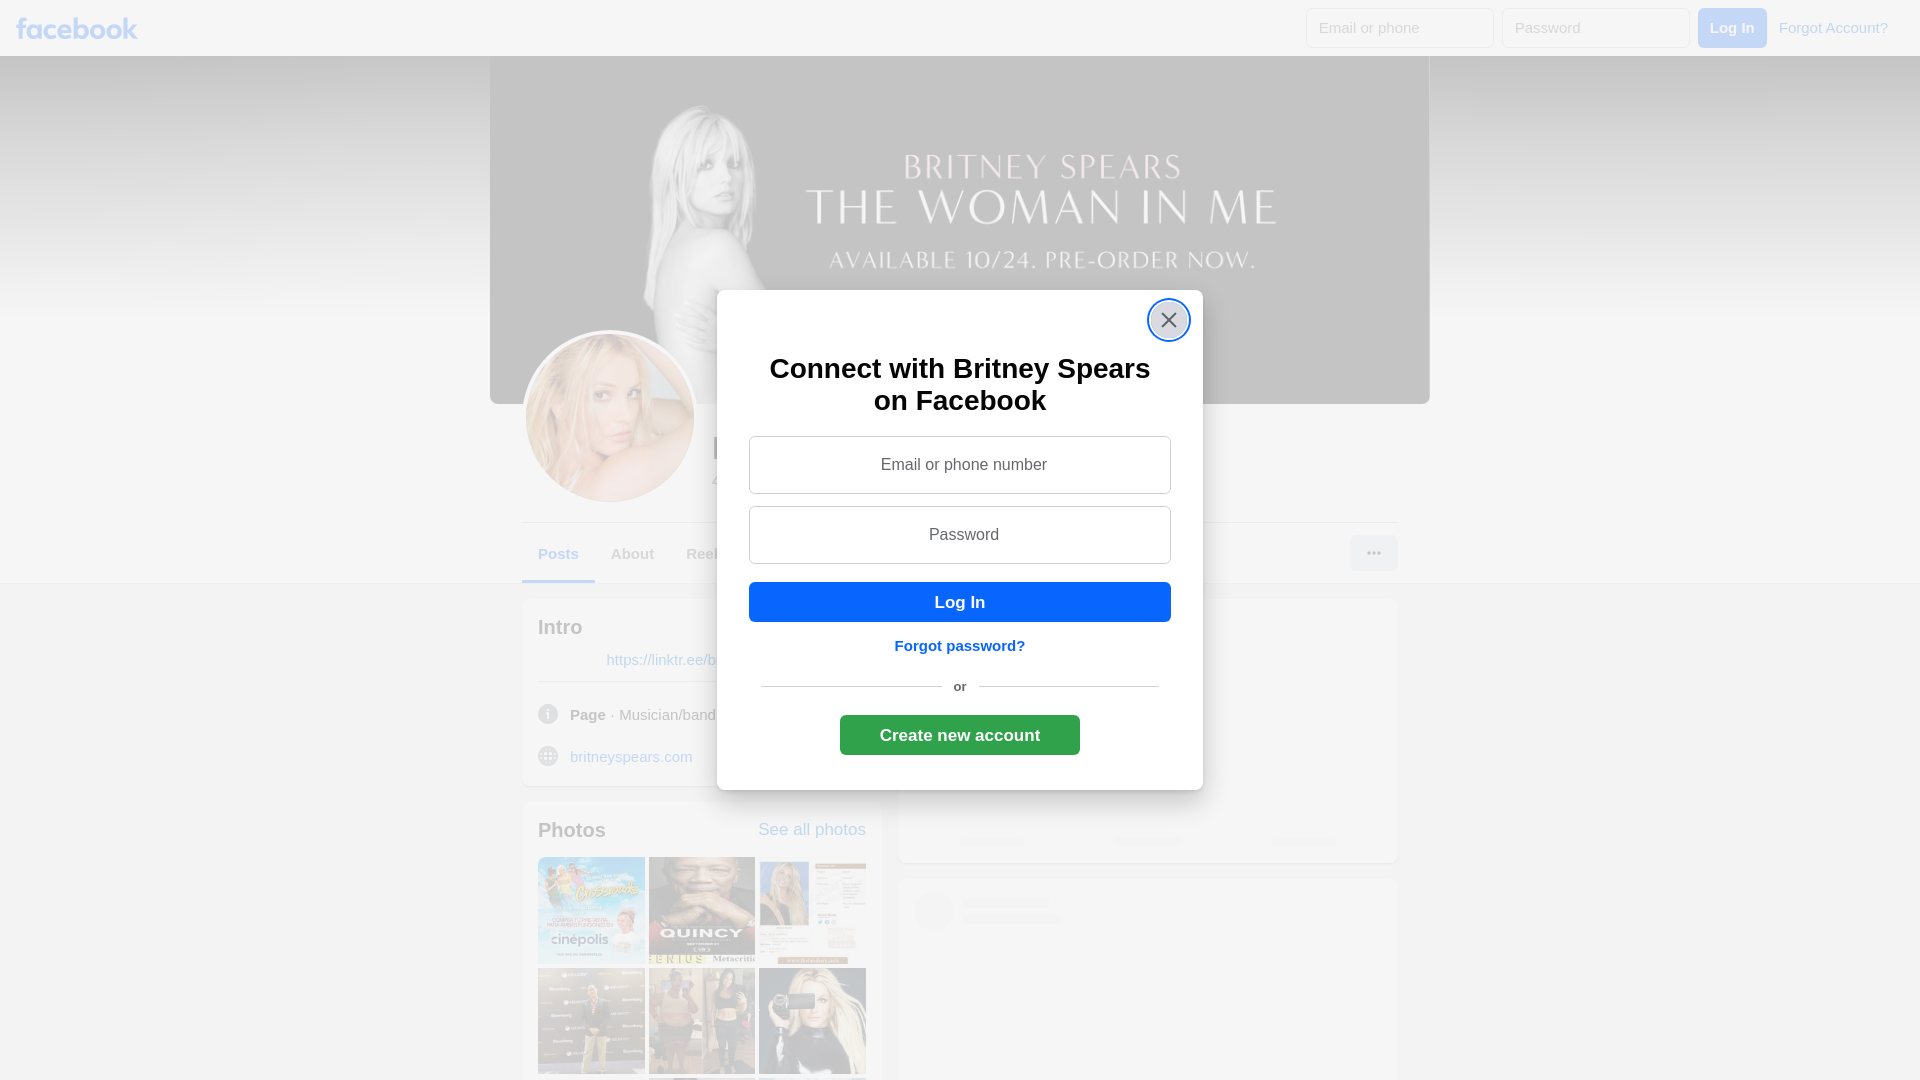 facebook
Email or phone
Password
Log In
Forgot Account?
BRITNEY SPEARS
THE WOMAN IN ME
AVAILABLE 10/24. PRE-ORDER NOW.
Connect with Britney Spears
on Facebook
Email or phone number
Password
Log In
Forgot password?
or
Create new account
Posts
About
Reel
Intro
https://linktr.ee/b
Page · Musician/band
britneyspears.com
Photos
See all photos
Crossroads
cinépolis
QUINCY
Metacritic